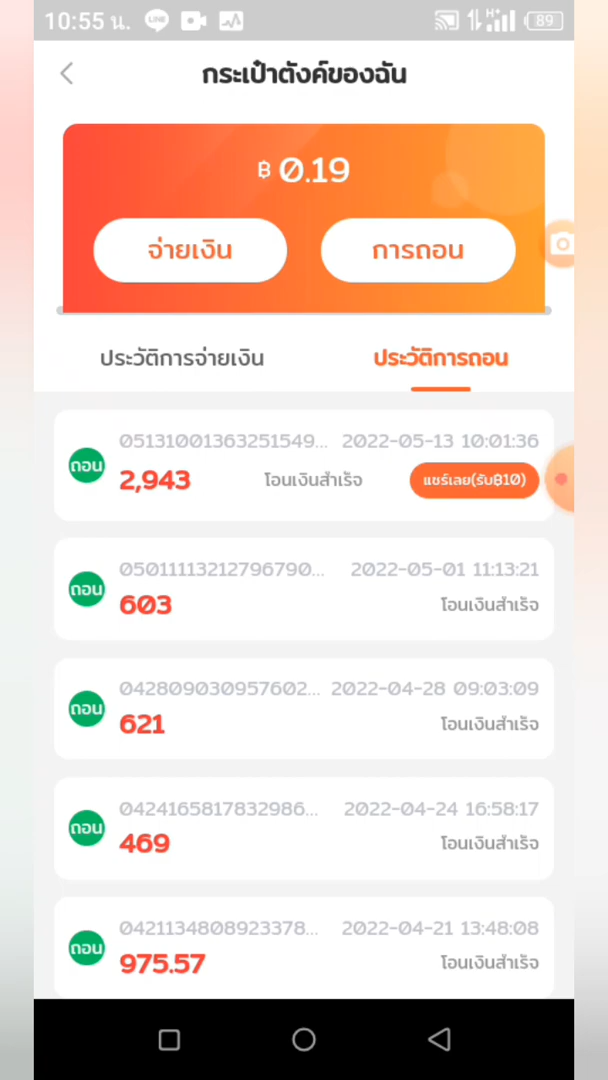 10:55 น. LINE H+ 89
กระเป๋าตังค์ของฉัน
฿ 0.19
จ่ายเงิน การถอน
ประวัติการจ่ายเงิน ประวัติการถอน
05131001363251549... 2022-05-13 10:01:36
ถอน 2,943 โอนเงินสำเร็จ แชร์เลย(รับ฿10)
05011113212796790... 2022-05-01 11:13:21
ถอน 603 โอนเงินสำเร็จ
042809030957602... 2022-04-28 09:03:09
ถอน 621 โอนเงินสำเร็จ
0424165817832986... 2022-04-24 16:58:17
ถอน 469 โอนเงินสำเร็จ
0421134808923378... 2022-04-21 13:48:08
ถอน 975.57 โอนเงินสำเร็จ